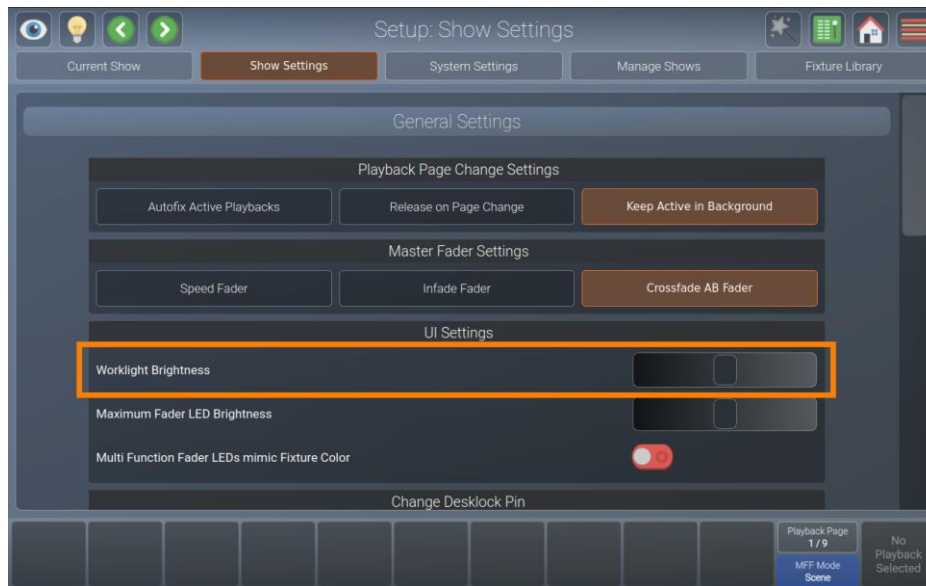 Setup: Show Settings
Current Show
Show Settings
System Settings
Manage Shows
Fixture Library
General Settings
Playback Page Change Settings
Autofix Active Playbacks
Release on Page Change
Keep Active in Background
Master Fader Settings
Speed Fader
Infade Fader
Crossfade AB Fader
UI Settings
Worklight Brightness
Maximum Fader LED Brightness
Multi Function Fader LEDs mimic Fixture Color
Change Desklock Pin
Playback Page
1 / 9
MFF Mode
Scene
No
Playback
Selected